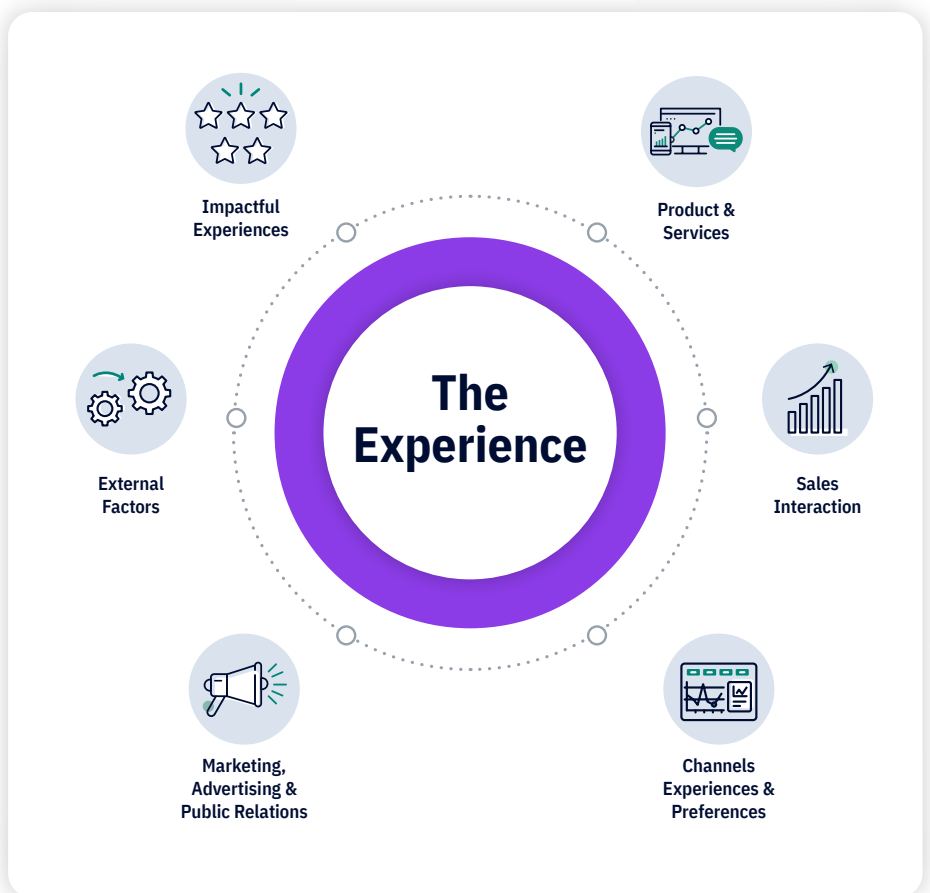 Impactful
Experiences
Product &
Services
The
Experience
External
Factors
Sales
Interaction
Marketing,
Advertising &
Public Relations
Channels
Experiences &
Preferences